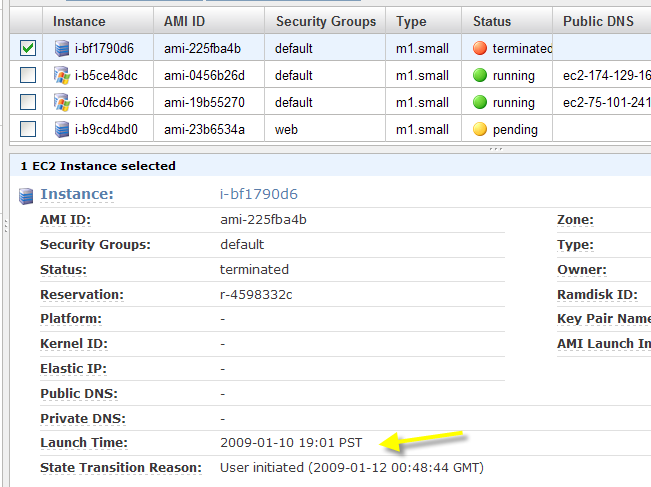 Instance AMI ID Security Groups Type Status Public DNS
i-bf1790d6 ami-225fba4b default m1.small terminated
i-b5ce48dc ami-0456b26d default m1.small running ec2-174-129-16
i-0fcd4b66 ami-19b55270 default m1.small running ec2-75-101-241
i-b9cd4bd0 ami-23b6534a web m1.small pending
1 EC2 Instance selected
Instance: i-bf1790d6
AMI ID: ami-225fba4b Zone:
Security Groups: default Type:
Status: terminated Owner:
Reservation: r-4598332c Ramdisk ID:
Platform: - Key Pair Name
Kernel ID: - AMI Launch In
Elastic IP: -
Public DNS: -
Private DNS: -
Launch Time: 2009-01-10 19:01 PST
State Transition Reason: User initiated (2009-01-12 00:48:44 GMT)